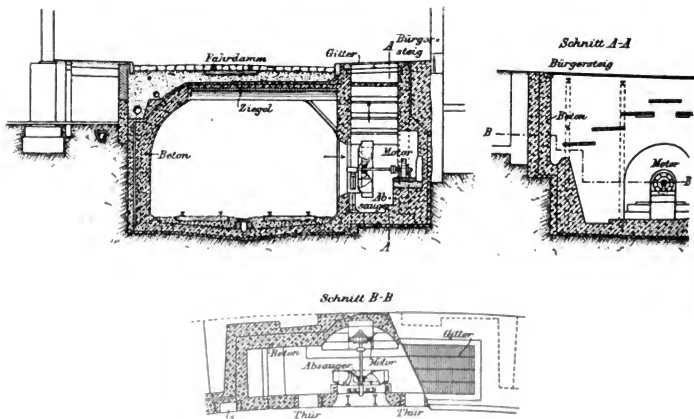 Fahrdamm
Gitter
A
Bürger-
steig
Ziegel
Beton
Motor
Ab-
sauger
A
Schnitt A-A
Bürgersteig
Beton
B
Motor
B
Schnitt B-B
Gitter
Beton
Absauger
Motor
Thür
Thür